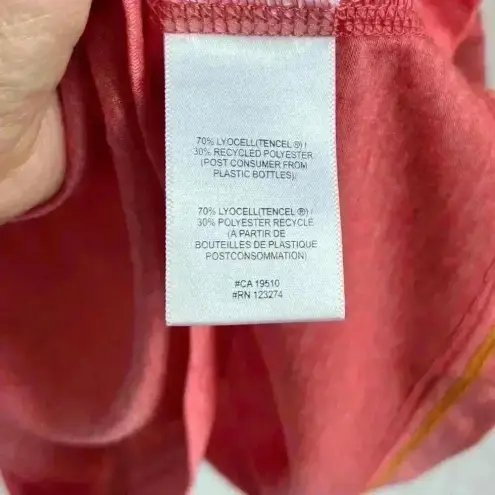 70% LYOCELL(TENCEL ®) /
30% RECYCLED POLYESTER
(POST CONSUMER FROM
PLASTIC BOTTLES).
70% LYOCELL(TENCEL ®) /
30% POLYESTER RECYCLÉ
(A PARTIR DE
BOUTEILLES DE PLASTIQUE
POSTCONSOMMATION)
#CA 19510
#RN 123274